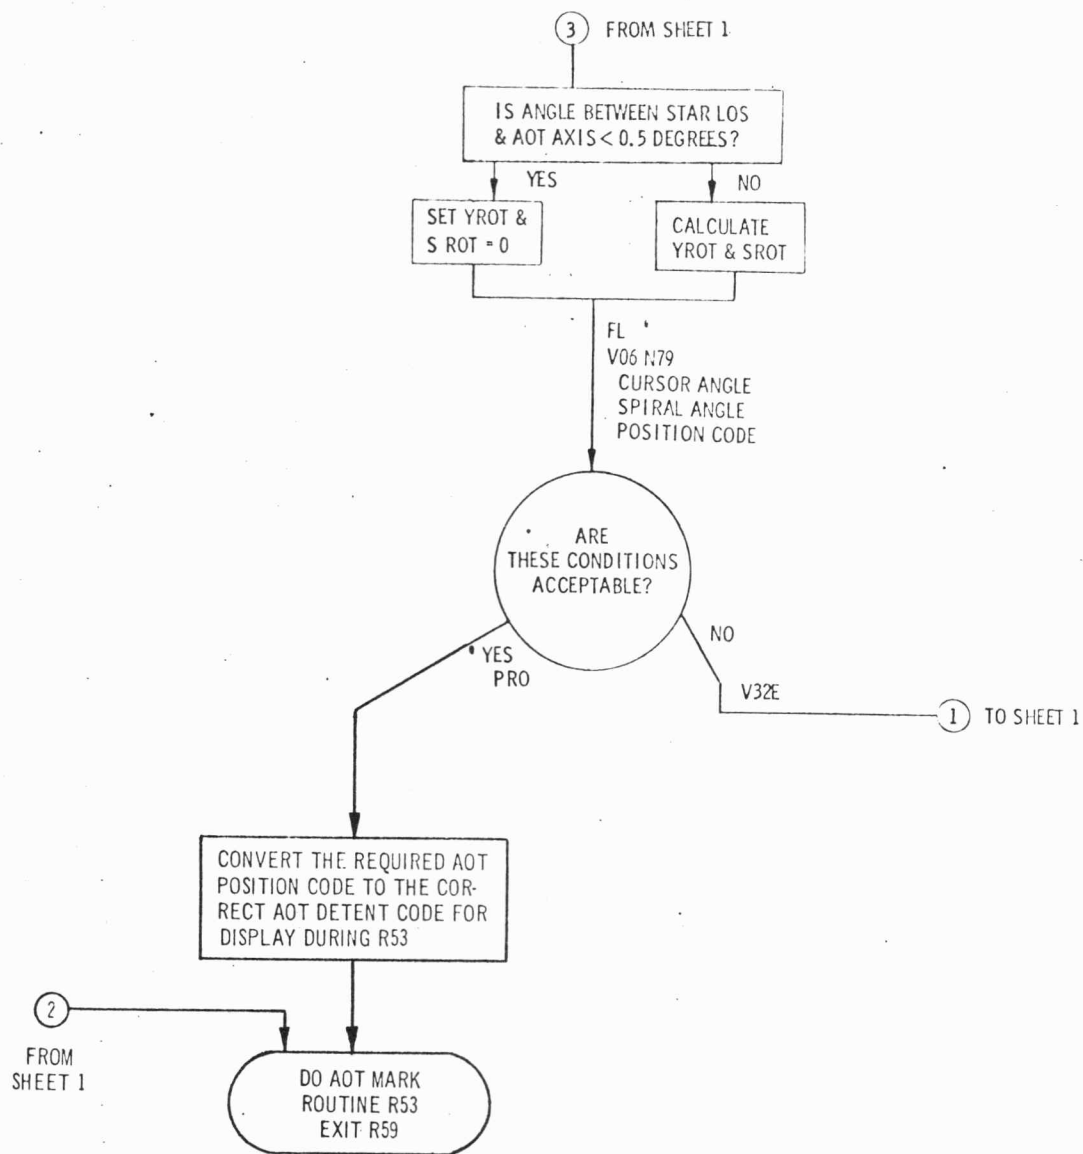 3 FROM SHEET 1
IS ANGLE BETWEEN STAR LOS
& AOT AXIS < 0.5 DEGREES?
YES
NO
SET YROT &
S ROT = 0
CALCULATE
YROT & SROT
FL
V06 N79
CURSOR ANGLE
SPIRAL ANGLE
POSITION CODE
ARE
THESE CONDITIONS
ACCEPTABLE?
YES
PRO
NO
V32E
1 TO SHEET 1
CONVERT THE REQUIRED AOT
POSITION CODE TO THE COR-
RECT AOT DETENT CODE FOR
DISPLAY DURING R53
2
FROM
SHEET 1
DO AOT MARK
ROUTINE R53
EXIT R59